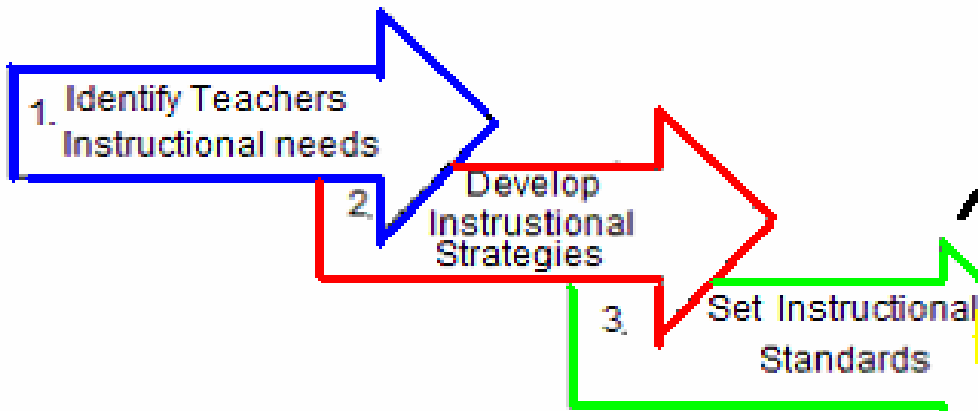 1. Identify Teachers
Instructional needs
2. Develop
Instrustional
Strategies
3. Set Instructional
Standards